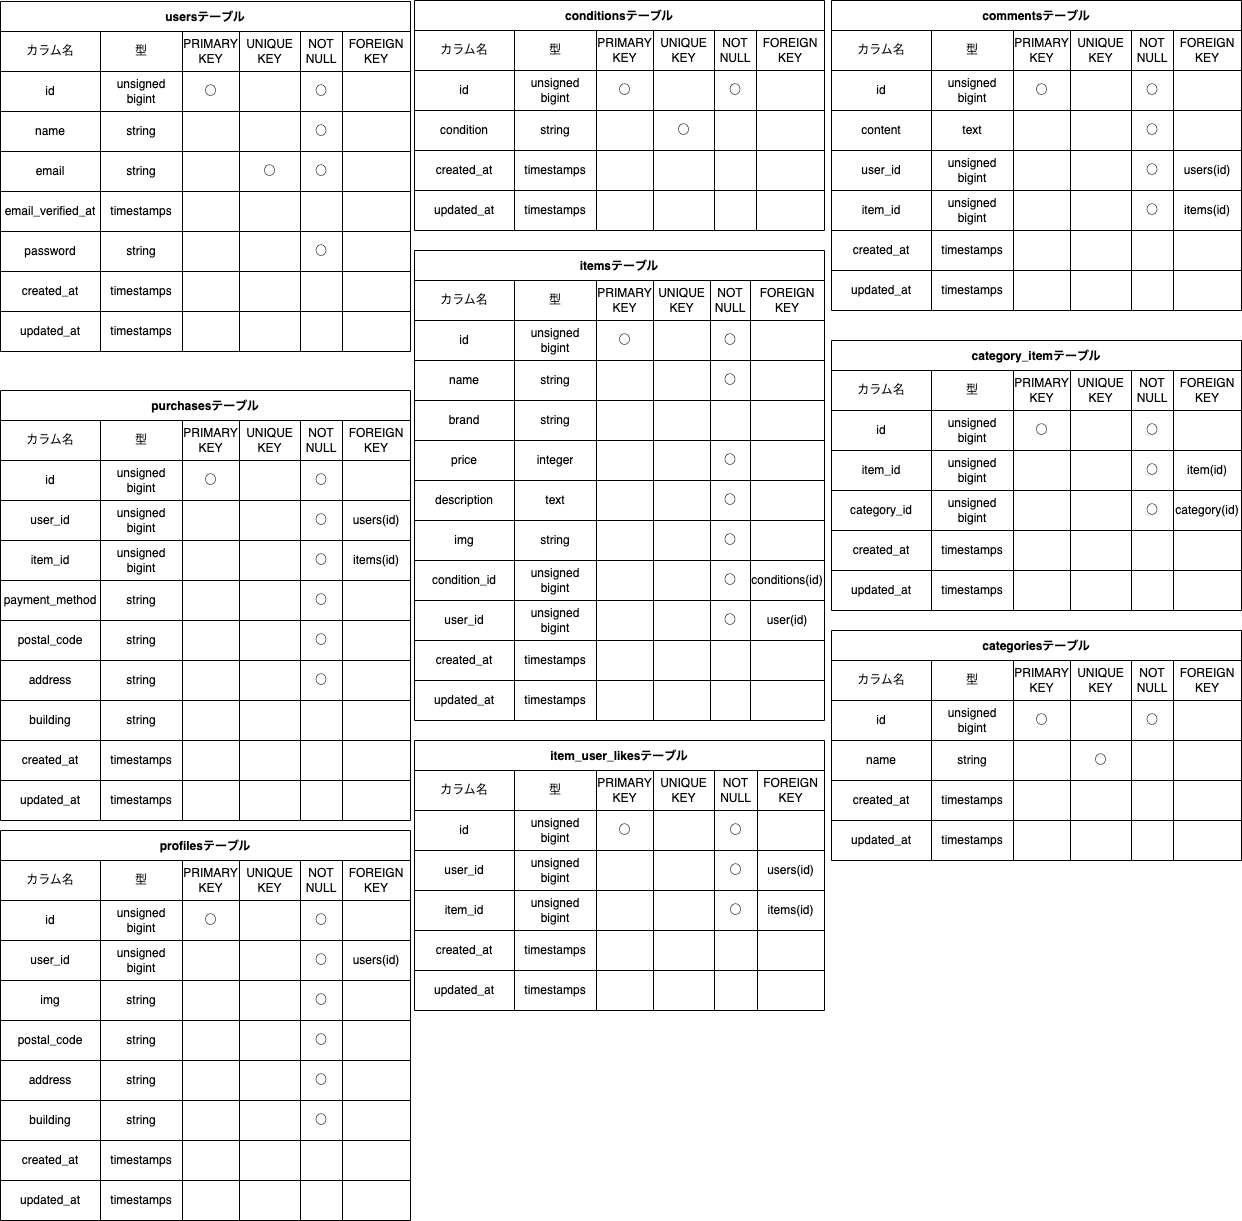 usersテーブル
カラム名 型 PRIMARY KEY UNIQUE KEY NOT NULL FOREIGN KEY
id unsigned bigint ○ ○
name string ○
email string ○ ○
email_verified_at timestamps
password string ○
created_at timestamps
updated_at timestamps
purchasesテーブル
カラム名 型 PRIMARY KEY UNIQUE KEY NOT NULL FOREIGN KEY
id unsigned bigint ○ ○
user_id unsigned bigint ○ users(id)
item_id unsigned bigint ○ items(id)
payment_method string ○
postal_code string ○
address string ○
building string
created_at timestamps
updated_at timestamps
profilesテーブル
カラム名 型 PRIMARY KEY UNIQUE KEY NOT NULL FOREIGN KEY
id unsigned bigint ○ ○
user_id unsigned bigint ○ users(id)
img string ○
postal_code string ○
address string ○
building string ○
created_at timestamps
updated_at timestamps
conditionsテーブル
カラム名 型 PRIMARY KEY UNIQUE KEY NOT NULL FOREIGN KEY
id unsigned bigint ○ ○
condition string ○
created_at timestamps
updated_at timestamps
itemsテーブル
カラム名 型 PRIMARY KEY UNIQUE KEY NOT NULL FOREIGN KEY
id unsigned bigint ○ ○
name string ○
brand string
price integer ○
description text ○
img string ○
condition_id unsigned bigint ○ conditions(id)
user_id unsigned bigint ○ user(id)
created_at timestamps
updated_at timestamps
item_user_likesテーブル
カラム名 型 PRIMARY KEY UNIQUE KEY NOT NULL FOREIGN KEY
id unsigned bigint ○ ○
user_id unsigned bigint ○ users(id)
item_id unsigned bigint ○ items(id)
created_at timestamps
updated_at timestamps
commentsテーブル
カラム名 型 PRIMARY KEY UNIQUE KEY NOT NULL FOREIGN KEY
id unsigned bigint ○ ○
content text ○
user_id unsigned bigint ○ users(id)
item_id unsigned bigint ○ items(id)
created_at timestamps
updated_at timestamps
category_itemテーブル
カラム名 型 PRIMARY KEY UNIQUE KEY NOT NULL FOREIGN KEY
id unsigned bigint ○ ○
item_id unsigned bigint ○ item(id)
category_id unsigned bigint ○ category(id)
created_at timestamps
updated_at timestamps
categoriesテーブル
カラム名 型 PRIMARY KEY UNIQUE KEY NOT NULL FOREIGN KEY
id unsigned bigint ○ ○
name string ○
created_at timestamps
updated_at timestamps